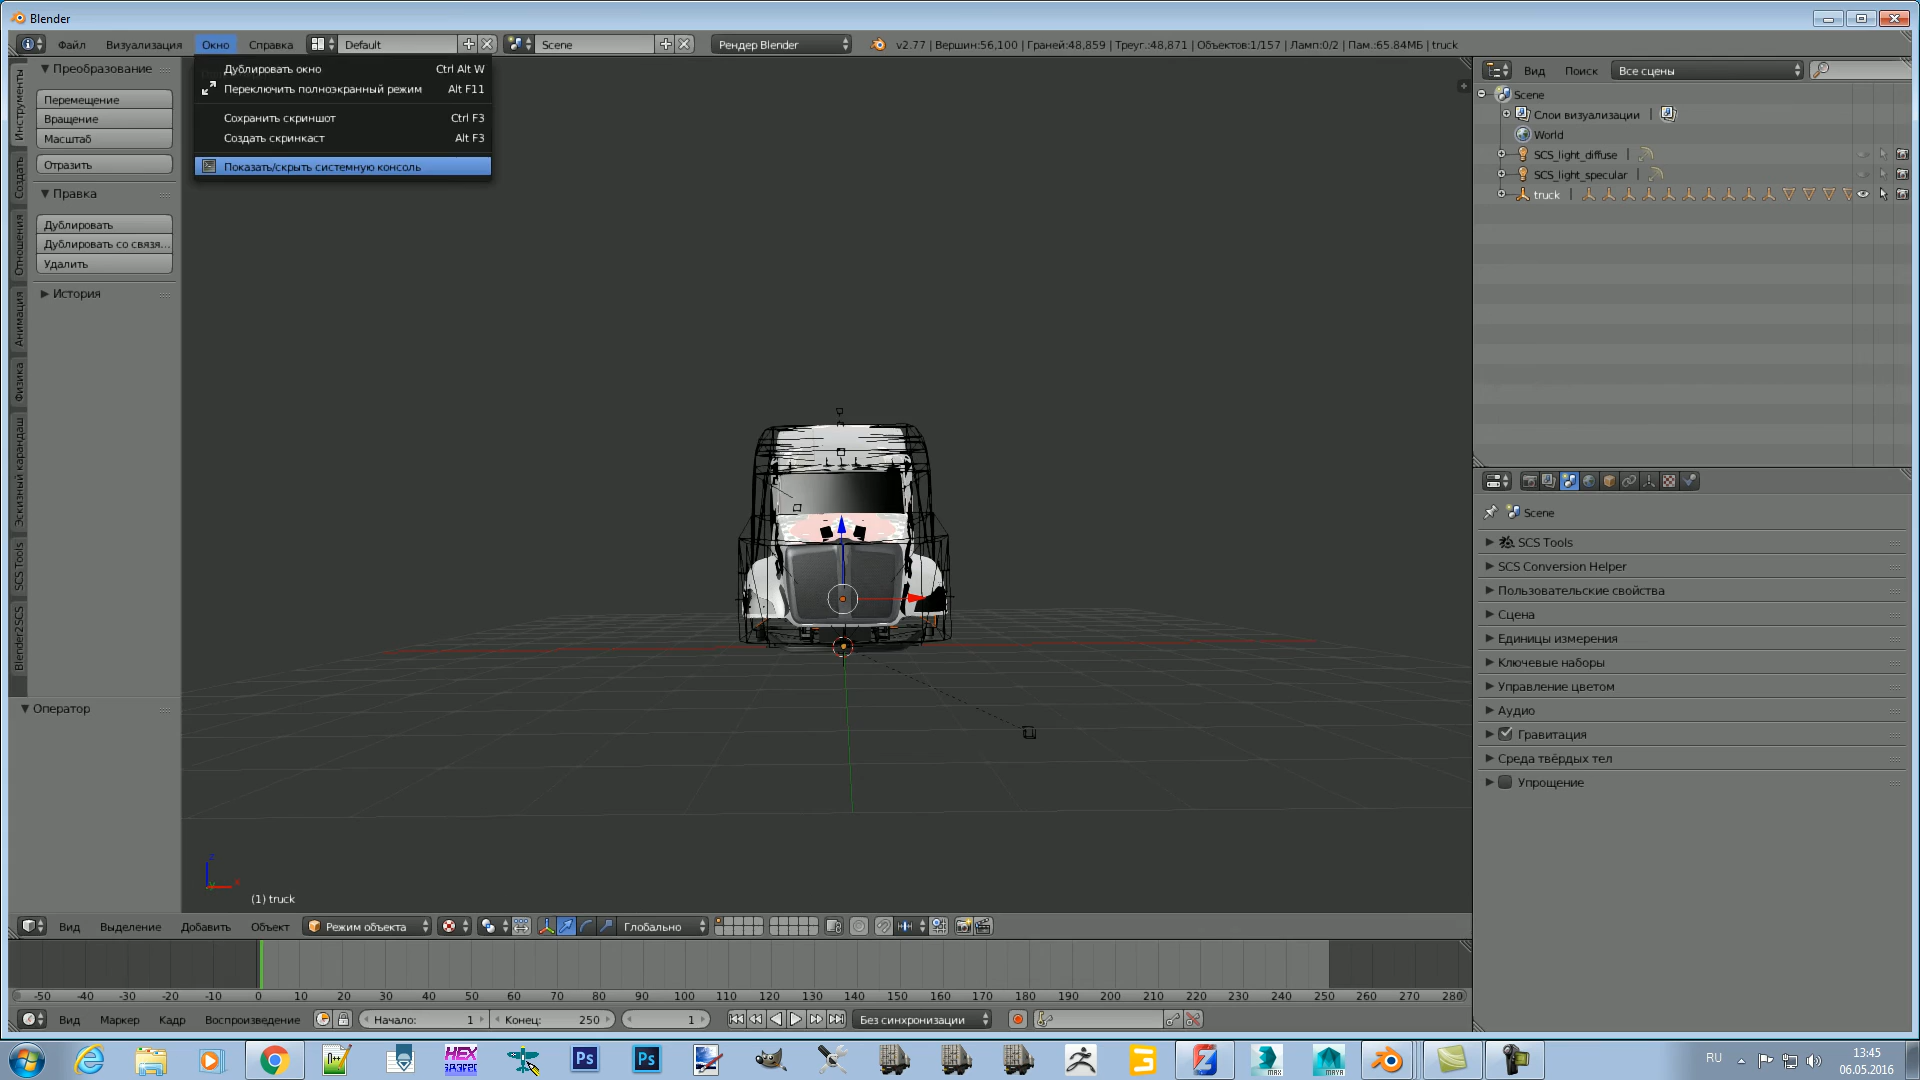 Blender
Файл Визуализация Окно Справка Default Scene Рендер Blender v2.77 | Вершин:56,100 | Граней:48,859 | Треуг.:48,871 | Объектов:1/157 | Ламп:0/2 | Пам.:65.84МБ | truck
Дублировать окно Ctrl Alt W
Переключить полноэкранный режим Alt F11
Сохранить скриншот Ctrl F3
Создать скринкаст Alt F3
Показать/скрыть системную консоль
Инструменты
Создать
Отношения
Анимация
Физика
Эскизный карандаш
SCS Tools
Blender2SCS
Преобразование
Перемещение
Вращение
Масштаб
Отразить
Правка
Дублировать
Дублировать со связя...
Удалить
История
Оператор
(1) truck
Вид Поиск Все сцены
Scene
Слои визуализации
World
SCS_light_diffuse
SCS_light_specular
truck
Scene
SCS Tools
SCS Conversion Helper
Пользовательские свойства
Сцена
Единицы измерения
Ключевые наборы
Управление цветом
Аудио
Гравитация
Среда твёрдых тел
Упрощение
Вид Выделение Добавить Объект Режим объекта Глобально
-50 -40 -30 -20 -10 0 10 20 30 40 50 60 70 80 90 100 110 120 130 140 150 160 170 180 190 200 210 220 230 240 250 260 270 280
Вид Маркер Кадр Воспроизведение Начало: 1 Конец: 250 1 Без синхронизации
HEX
Ps
Ps
MAX
MAYA
RU
13:45
06.05.2016